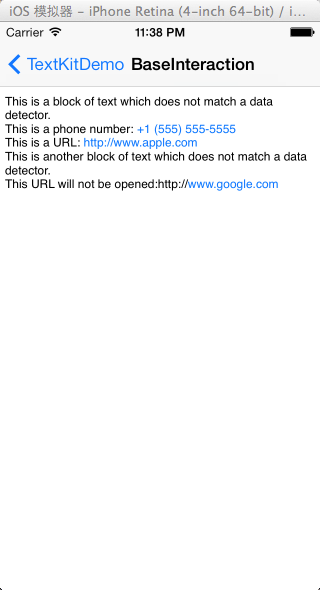 iOS 模拟器 – iPhone Retina (4-inch 64-bit) / i...
Carrier 11:38 PM
TextKitDemo BaseInteraction
This is a block of text which does not match a data
detector.
This is a phone number: +1 (555) 555-5555
This is a URL: http://www.apple.com
This is another block of text which does not match a data
detector.
This URL will not be opened:http://www.google.com